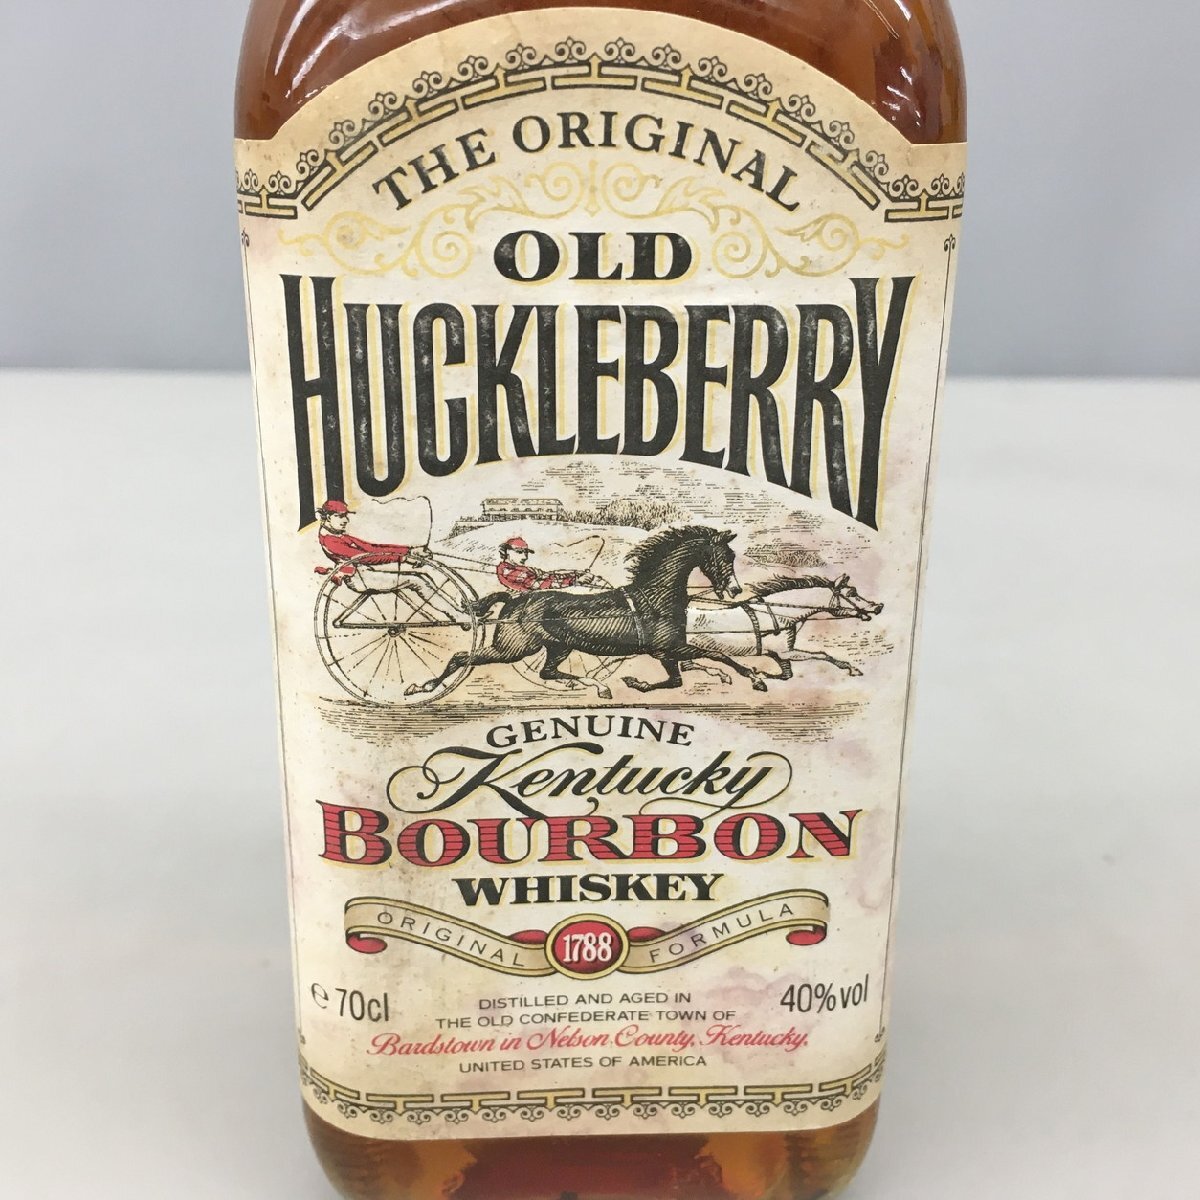 THE ORIGINAL
OLD
HUCKLEBERRY
GENUINE
Kentucky
BOURBON
WHISKEY
ORIGINAL 1788 FORMULA
℮ 70cl
DISTILLED AND AGED IN
THE OLD CONFEDERATE TOWN OF
Bardstown in Nelson County, Kentucky,
UNITED STATES OF AMERICA
40% vol